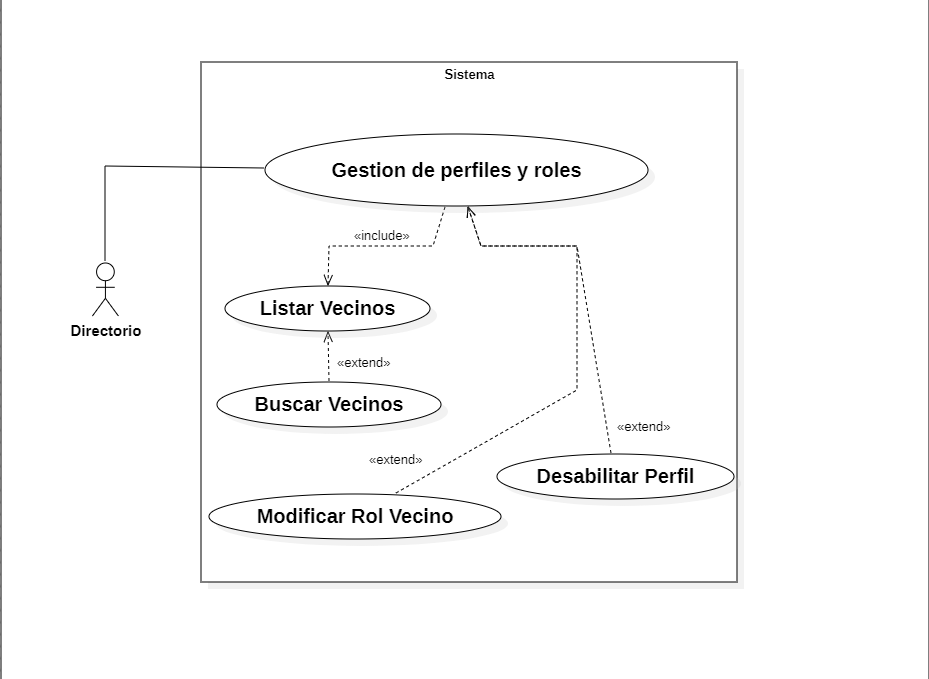 Sistema
Gestion de perfiles y roles
«include»
Listar Vecinos
Directorio
«extend»
Buscar Vecinos
«extend»
«extend»
Desabilitar Perfil
Modificar Rol Vecino